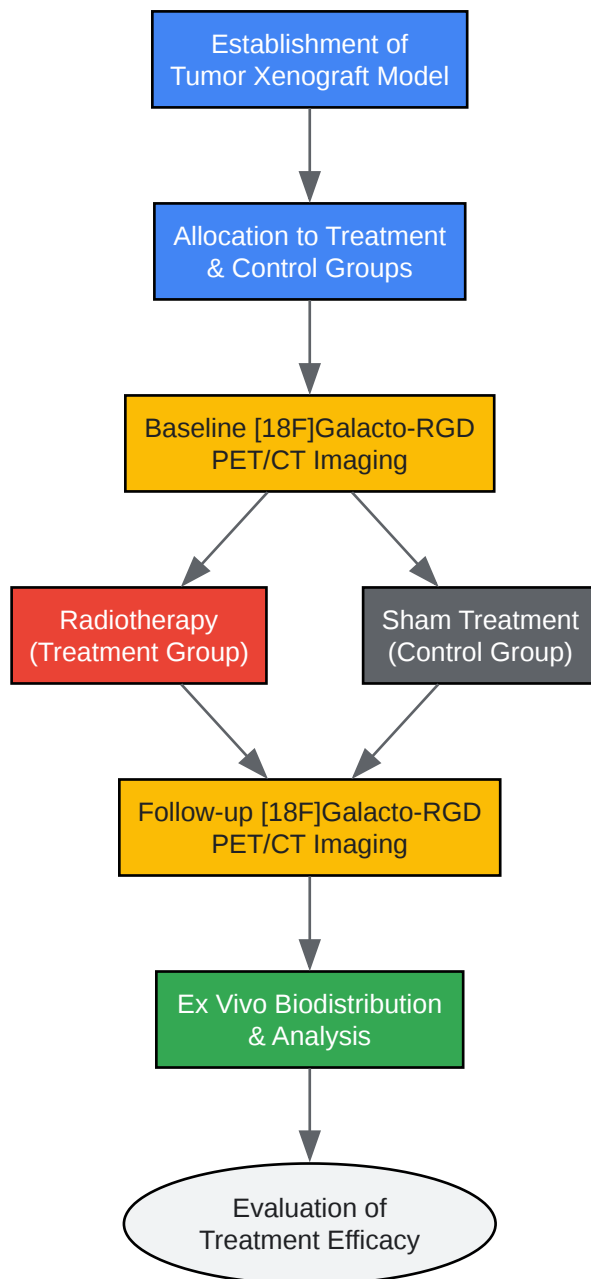 Establishment of
Tumor Xenograft Model
Allocation to Treatment
& Control Groups
Baseline [18F]Galacto-RGD
PET/CT Imaging
Radiotherapy
(Treatment Group)
Sham Treatment
(Control Group)
Follow-up [18F]Galacto-RGD
PET/CT Imaging
Ex Vivo Biodistribution
& Analysis
Evaluation of
Treatment Efficacy